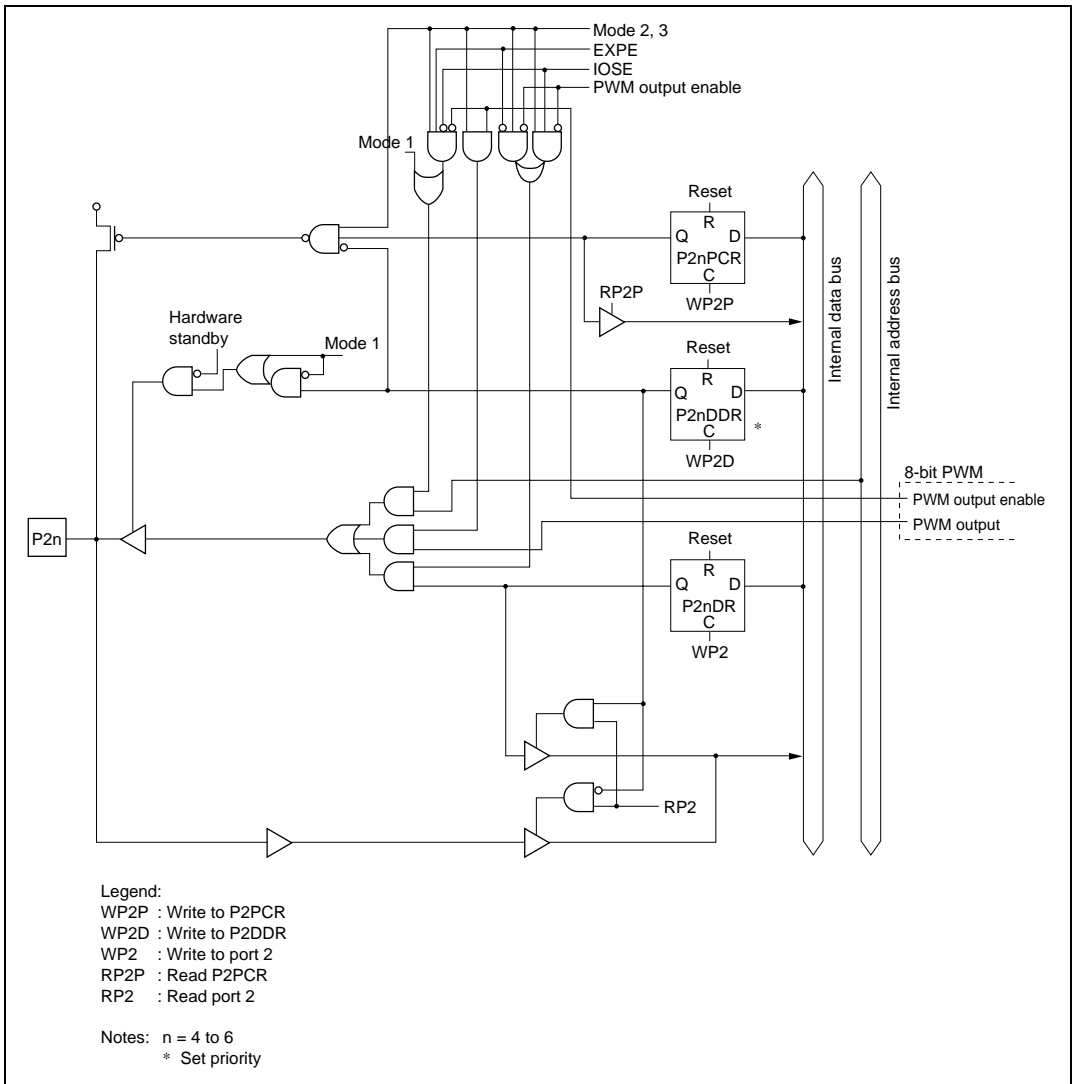 Mode 2, 3
EXPE
IOSE
PWM output enable
Mode 1
Reset
R
Q D
P2nPCR
C
WP2P
RP2P
Hardware
standby
Mode 1
Reset
R
Q D
P2nDDR
C
*
WP2D
Internal data bus
Internal address bus
8-bit PWM
PWM output enable
PWM output
P2n
Reset
R
Q D
P2nDR
C
WP2
RP2
Legend:
WP2P : Write to P2PCR
WP2D : Write to P2DDR
WP2 : Write to port 2
RP2P : Read P2PCR
RP2 : Read port 2
Notes: n = 4 to 6
* Set priority